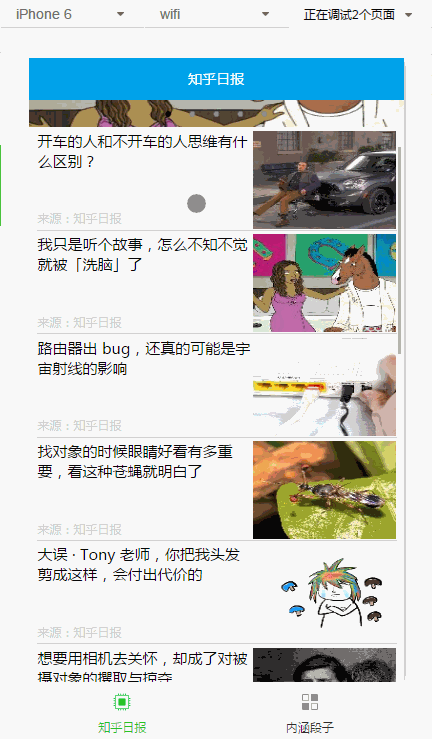 iPhone 6
wifi
正在调试2个页面
知乎日报
开车的人和不开车的人思维有什
么区别？
来源：知乎日报
我只是听个故事，怎么不知不觉
就被「洗脑」了
来源：知乎日报
路由器出 bug，还真的可能是宇
宙射线的影响
来源：知乎日报
找对象的时候眼睛好看有多重
要，看这种苍蝇就明白了
来源：知乎日报
大误 · Tony 老师，你把我头发
剪成这样，会付出代价的
来源：知乎日报
想要用相机去关怀，却成了对被
摄对象的攫取与掠夺
知乎日报
内涵段子